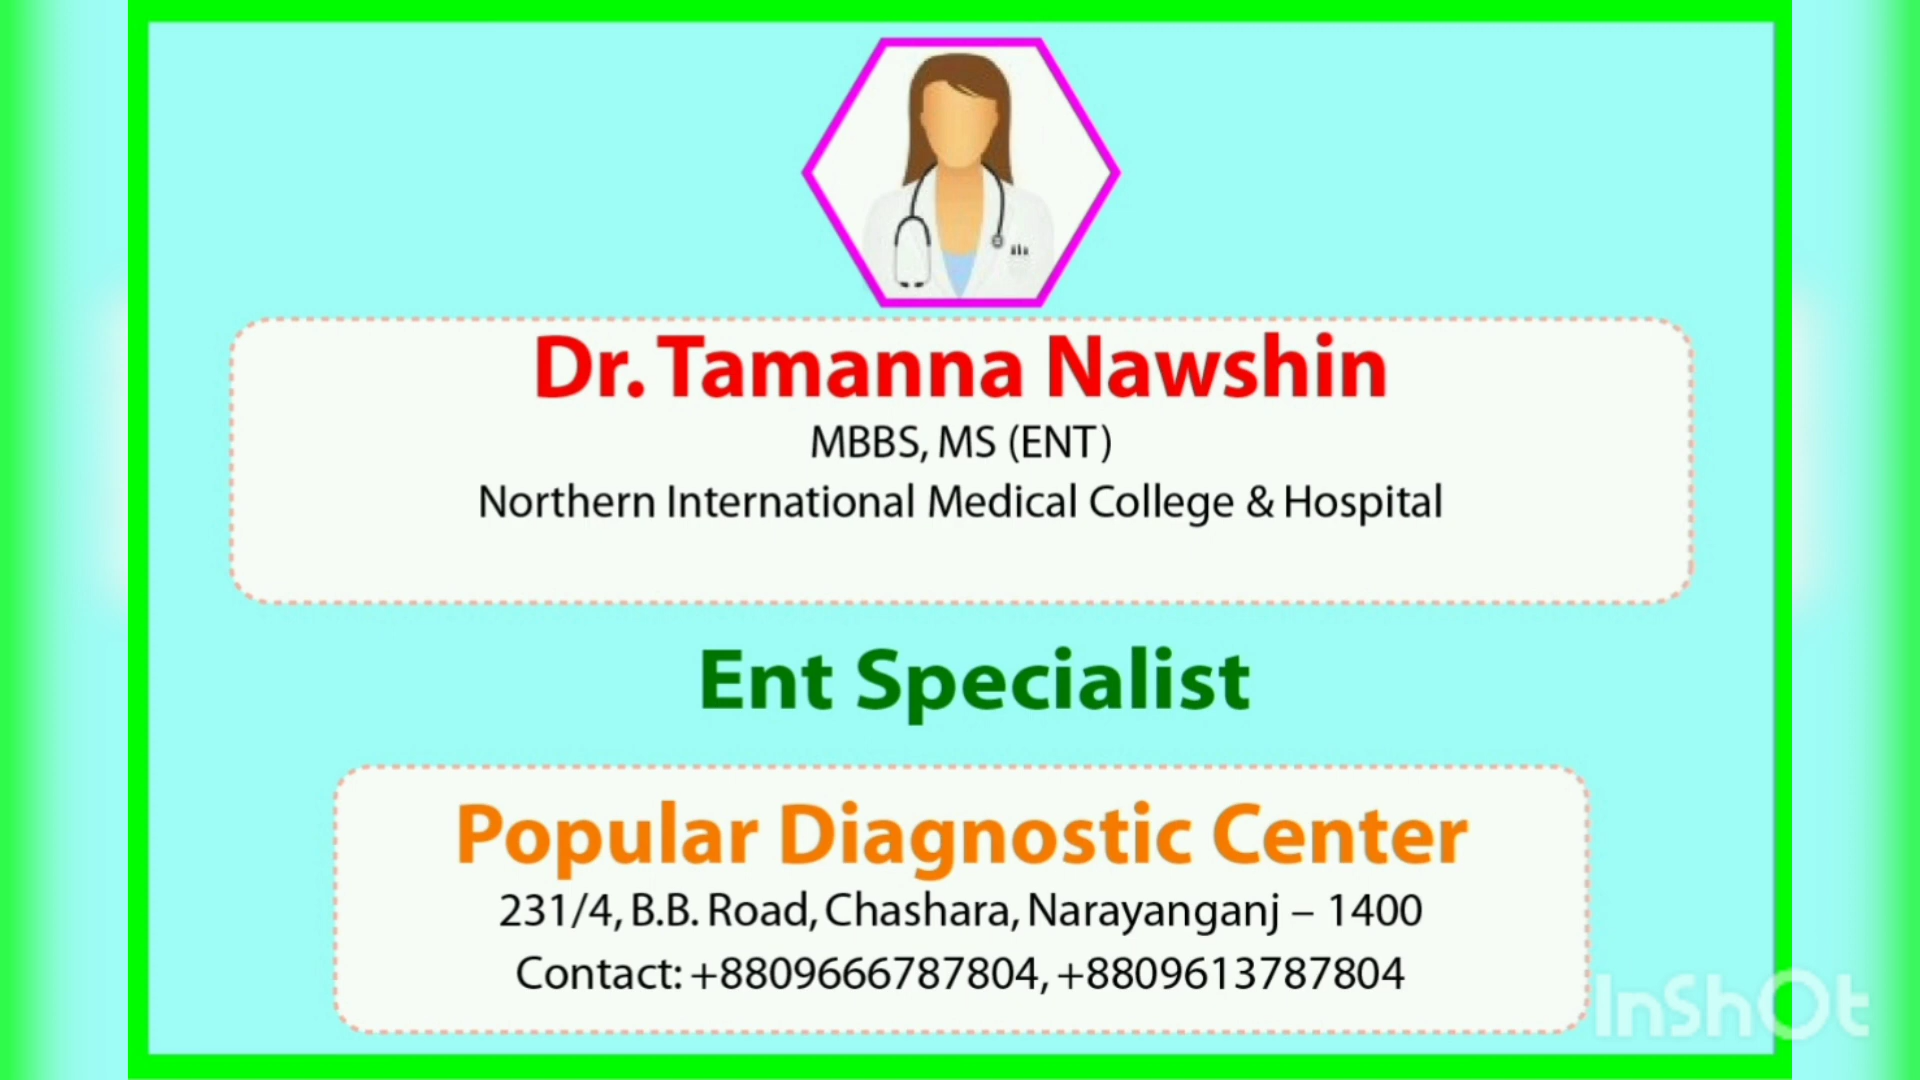 Dr. Tamanna Nawshin
MBBS, MS (ENT)
Northern International Medical College & Hospital
Ent Specialist
Popular Diagnostic Center
231/4, B.B. Road, Chashara, Narayanganj – 1400
Contact: +8809666787804, +8809613787804
InShOt